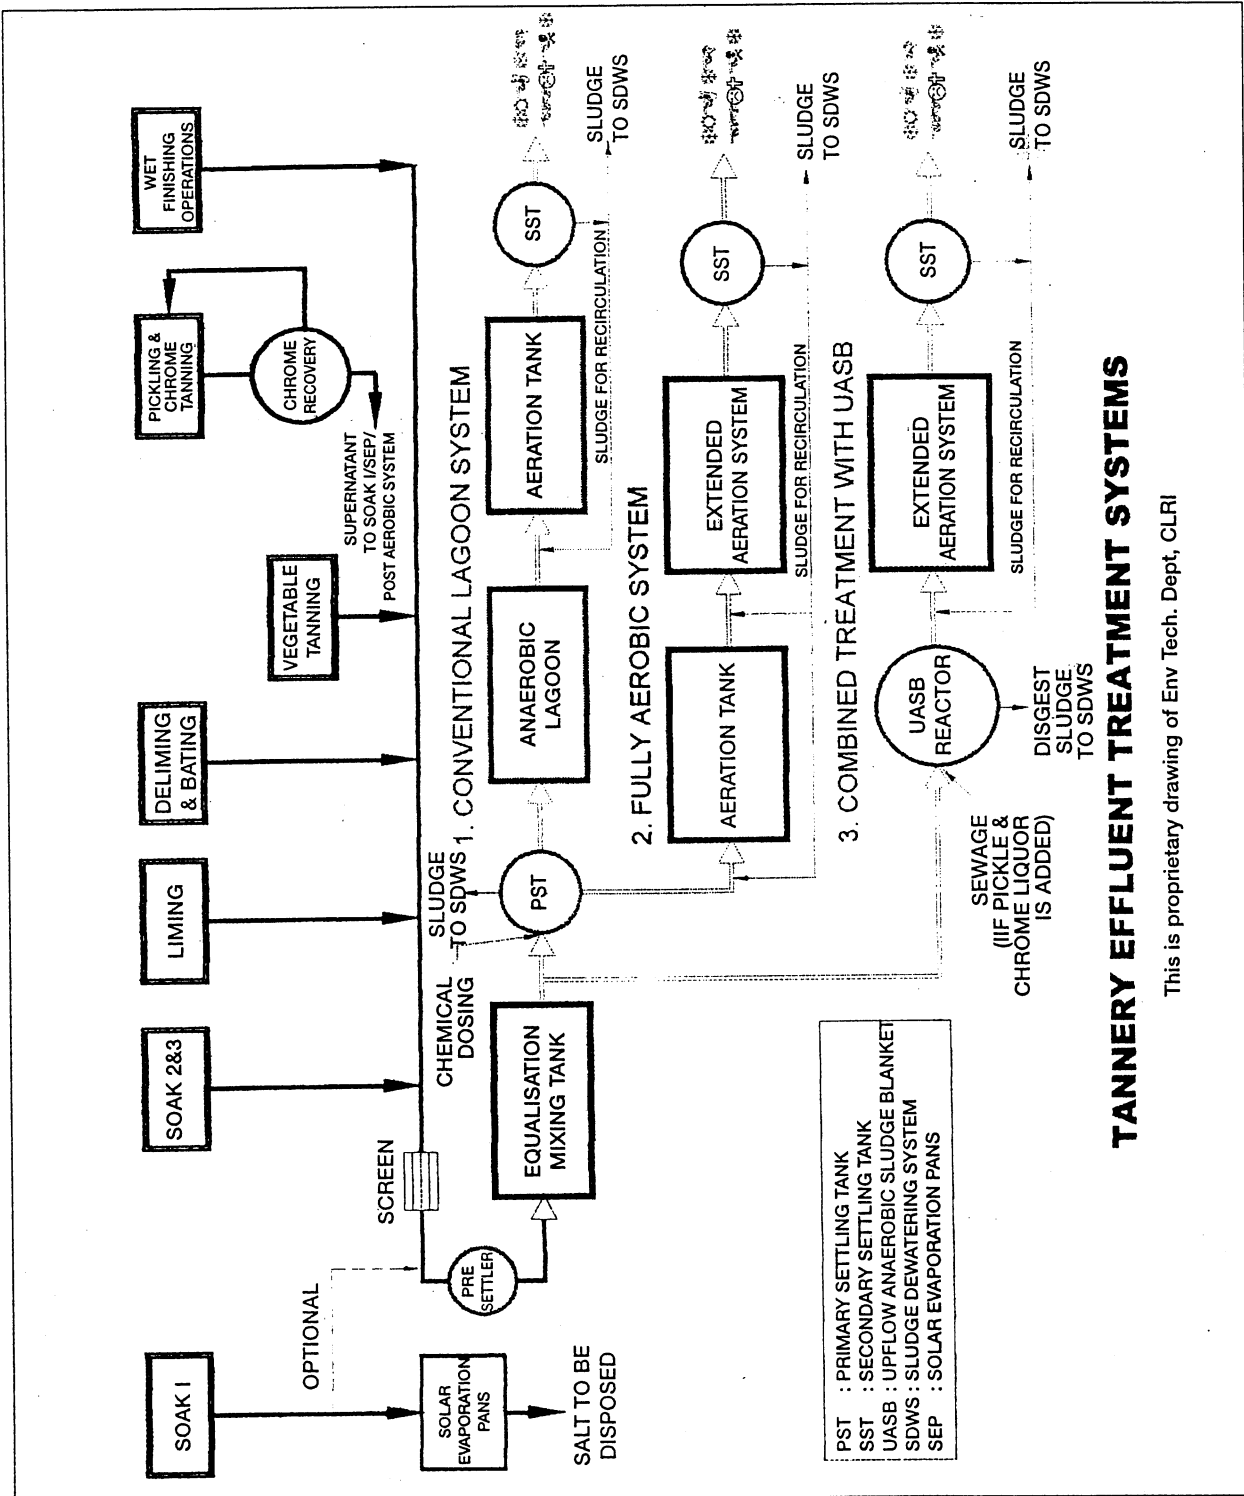 SOAK I
SOAK 2&3
LIMING
DELIMING
& BATING
VEGETABLE
TANNING
PICKLING &
CHROME
TANNING
WET
FINISHING
OPERATIONS
CHROME
RECOVERY
SUPERNATANT
TO SOAK I/SEP/
POST AEROBIC SYSTEM
OPTIONAL
SCREEN
SOLAR
EVAPORATION
PANS
SALT TO BE
DISPOSED
PRE
SETTLER
EQUALISATION
MIXING TANK
CHEMICAL
DOSING
SLUDGE
TO SDWS
PST
1. CONVENTIONAL LAGOON SYSTEM
ANAEROBIC
LAGOON
AERATION TANK
SST
SLUDGE FOR RECIRCULATION
SLUDGE
TO SDWS
2. FULLY AEROBIC SYSTEM
AERATION TANK
EXTENDED
AERATION SYSTEM
SST
SLUDGE FOR RECIRCULATION
SLUDGE
TO SDWS
3. COMBINED TREATMENT WITH UASB
UASB
REACTOR
EXTENDED
AERATION SYSTEM
SST
SLUDGE FOR RECIRCULATION
SLUDGE
TO SDWS
DISGEST
SLUDGE
TO SDWS
SEWAGE
(IIF PICKLE &
CHROME LIQUOR
IS ADDED)
PST : PRIMARY SETTLING TANK
SST : SECONDARY SETTLING TANK
UASB : UPFLOW ANAEROBIC SLUDGE BLANKET
SDWS : SLUDGE DEWATERING SYSTEM
SEP : SOLAR EVAPORATION PANS
TANNERY EFFLUENT TREATMENT SYSTEMS
This is proprietary drawing of Env Tech. Dept, CLRI